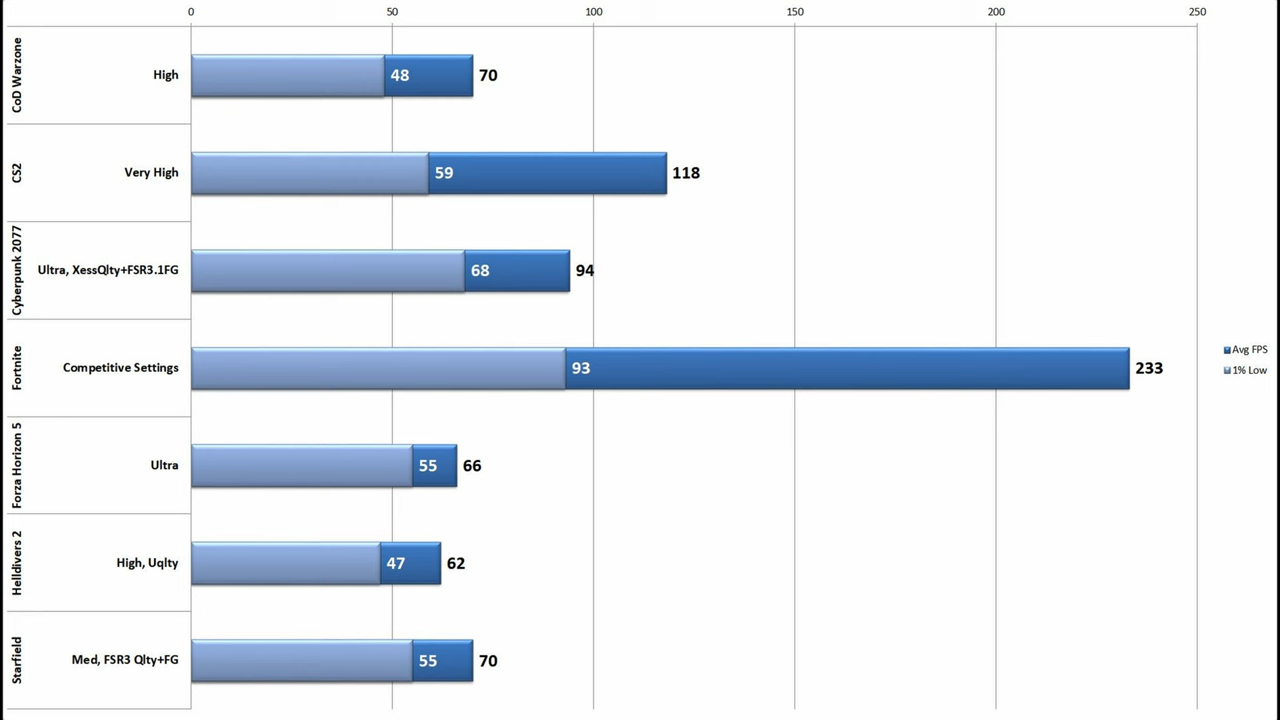 0 50 100 150 200 250
CoD Warzone
High
48
70
CS2
Very High
59
118
Cyberpunk 2077
Ultra, XessQlty+FSR3.1FG
68
94
Fortnite
Competitive Settings
93
233
Avg FPS
1% Low
Forza Horizon 5
Ultra
55
66
Helldivers 2
High, Uqlty
47
62
Starfield
Med, FSR3 Qlty+FG
55
70